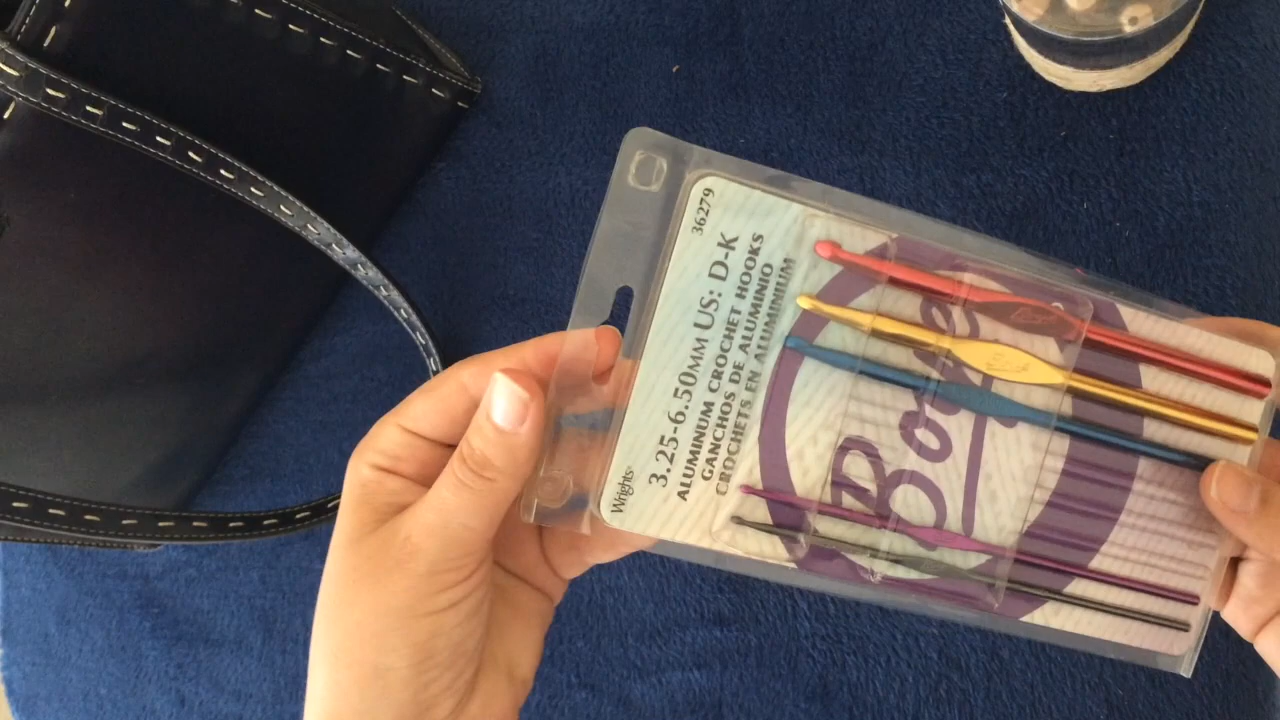 36279
3.25-6.50MM US: D-K
ALUMINUM CROCHET HOOKS
GANCHOS DE ALUMINIO
CROCHETS EN ALUMINIUM
Wrights®
Boye